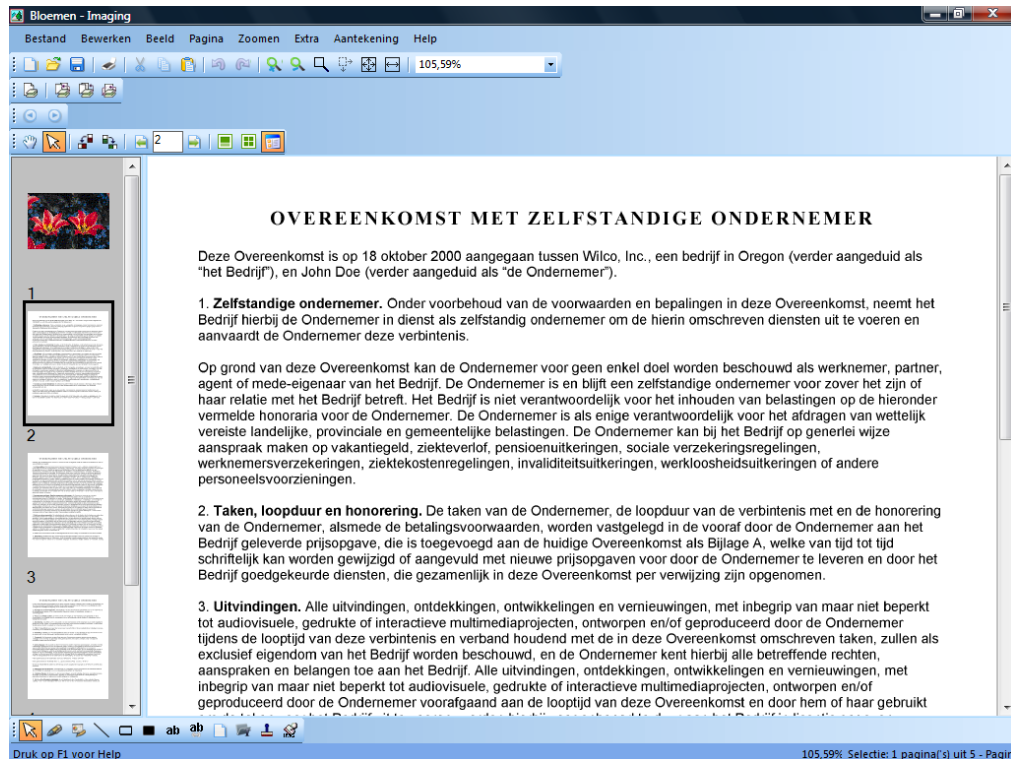 Bloemen - Imaging
Bestand Bewerken Beeld Pagina Zoomen Extra Aantekening Help
105,59%
2
OVEREENKOMST MET ZELFSTANDIGE ONDERNEMER
Deze Overeenkomst is op 18 oktober 2000 aangegaan tussen Wilco, Inc., een bedrijf in Oregon (verder aangeduid als
“het Bedrijf”), en John Doe (verder aangeduid als “de Ondernemer”).
1. Zelfstandige ondernemer. Onder voorbehoud van de voorwaarden en bepalingen in deze Overeenkomst, neemt het
Bedrijf hierbij de Ondernemer in dienst als zelfstandig ondernemer om de hierin omschreven diensten uit te voeren en
aanvaardt de Ondernemer deze verbintenis.
Op grond van deze Overeenkomst kan de Ondernemer voor geen enkel doel worden beschouwd als werknemer, partner,
agent of mede-eigenaar van het Bedrijf. De Ondernemer is en blijft een zelfstandige ondernemer voor zover het zijn of
haar relatie met het Bedrijf betreft. Het Bedrijf is niet verantwoordelijk voor het inhouden van belastingen op de hieronder
vermelde honoraria voor de Ondernemer. De Ondernemer is als enige verantwoordelijk voor het afdragen van wettelijk
vereiste landelijke, provinciale en gemeentelijke belastingen. De Ondernemer kan bij het Bedrijf op generlei wijze
aanspraak maken op vakantiegeld, ziekteverlof, pensioenuitkeringen, sociale verzekeringsregelingen,
werknemersverzekeringen, ziektekostenregelingen, invaliditeitsuitkeringen, werkloosheidsuitkeringen of andere
personeelsvoorzieningen.
2. Taken, loopduur en honorering. De taken van de Ondernemer, de loopduur van de verbintenis met en de honorering
van de Ondernemer, alsmede de betalingsvoorwaarden, worden vastgelegd in de vooraf door de Ondernemer aan het
Bedrijf geleverde prijsopgave, die is toegevoegd aan de huidige Overeenkomst als Bijlage A, welke van tijd tot tijd
schriftelijk kan worden gewijzigd of aangevuld met nieuwe prijsopgaven voor door de Ondernemer te leveren en door het
Bedrijf goedgekeurde diensten, die gezamenlijk in deze Overeenkomst per verwijzing zijn opgenomen.
3. Uitvindingen. Alle uitvindingen, ontdekkingen, ontwikkelingen en vernieuwingen, met inbegrip van maar niet beperkt
tot audiovisuele, gedrukte of interactieve multimediaprojecten, ontworpen en/of geproduceerd door de Ondernemer
tijdens de looptijd van deze verbintenis en verband houdend met de in deze Overeenkomst omschreven taken, zullen als
exclusief eigendom van het Bedrijf worden beschouwd, en de Ondernemer kent hierbij alle betreffende rechten,
aanspraken en belangen toe aan het Bedrijf. Alle uitvindingen, ontdekkingen, ontwikkelingen en vernieuwingen, met
inbegrip van maar niet beperkt tot audiovisuele, gedrukte of interactieve multimediaprojecten, ontworpen en/of
geproduceerd door de Ondernemer voorafgaand aan de looptijd van deze Overeenkomst en door hem of haar gebruikt
1
2
3
ab ab
Druk op F1 voor Help
105,59% Selectie: 1 pagina('s) uit 5 - Pagin